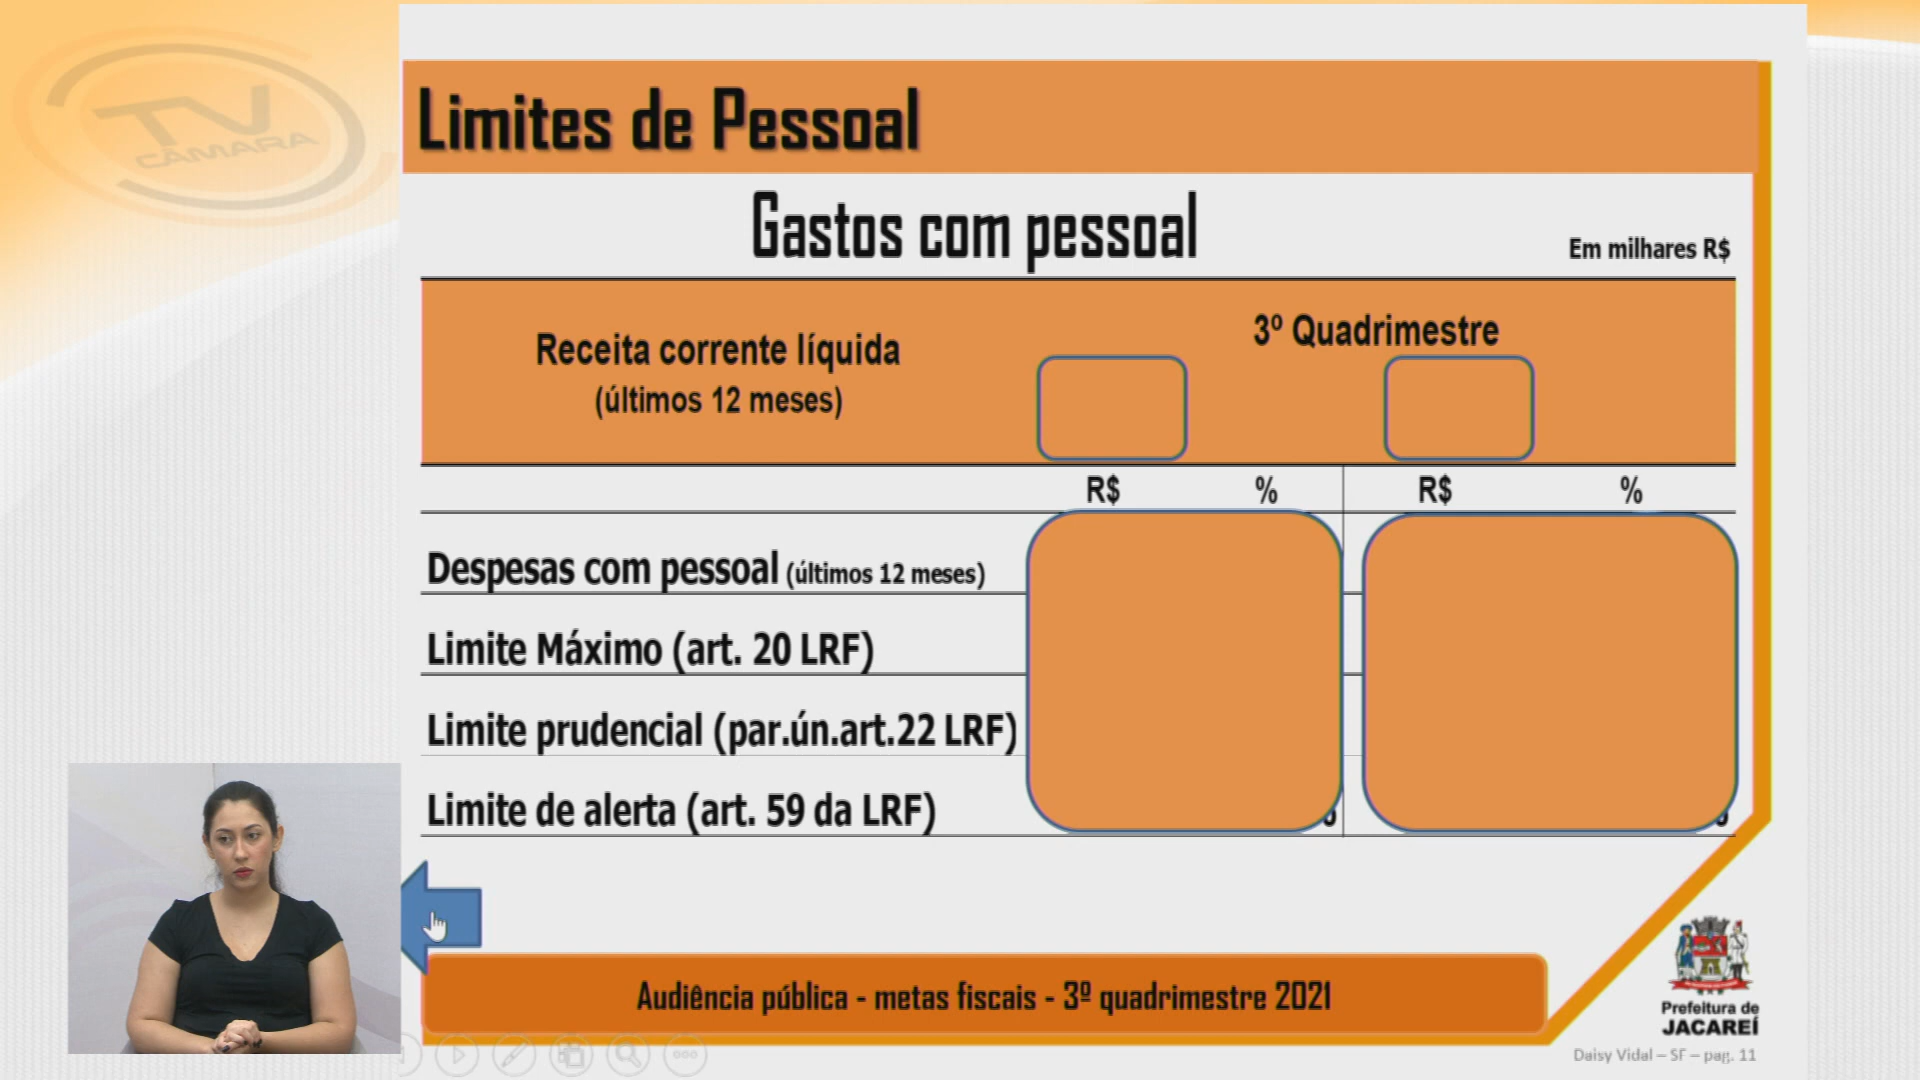 TV
CÂMARA
Limites de Pessoal
Gastos com pessoal
Em milhares R$
Receita corrente líquida
(últimos 12 meses)
3º Quadrimestre
R$ % R$ %
Despesas com pessoal (últimos 12 meses)
Limite Máximo (art. 20 LRF)
Limite prudencial (par.ún.art.22 LRF)
Limite de alerta (art. 59 da LRF)
Audiência pública - metas fiscais - 3º quadrimestre 2021
Prefeitura de
JACAREÍ
Daisy Vidal – SF – pag. 11